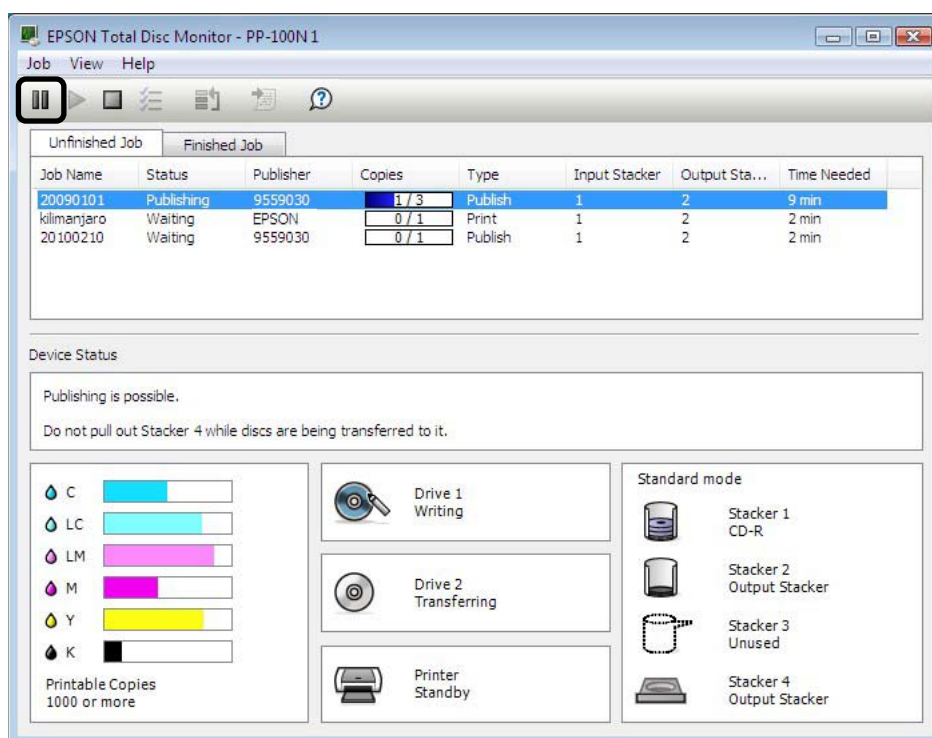 EPSON Total Disc Monitor - PP-100N 1
Job View Help
Unfinished Job Finished Job
Job Name Status Publisher Copies Type Input Stacker Output Sta... Time Needed
20090101 Publishing 9559030 1 / 3 Publish 1 2 9 min
kilimanjaro Waiting EPSON 0 / 1 Print 1 2 2 min
20100210 Waiting 9559030 0 / 1 Publish 1 2 2 min
Device Status
Publishing is possible.
Do not pull out Stacker 4 while discs are being transferred to it.
C
LC
LM
M
Y
K
Printable Copies
1000 or more
Drive 1
Writing
Drive 2
Transferring
Printer
Standby
Standard mode
Stacker 1
CD-R
Stacker 2
Output Stacker
Stacker 3
Unused
Stacker 4
Output Stacker